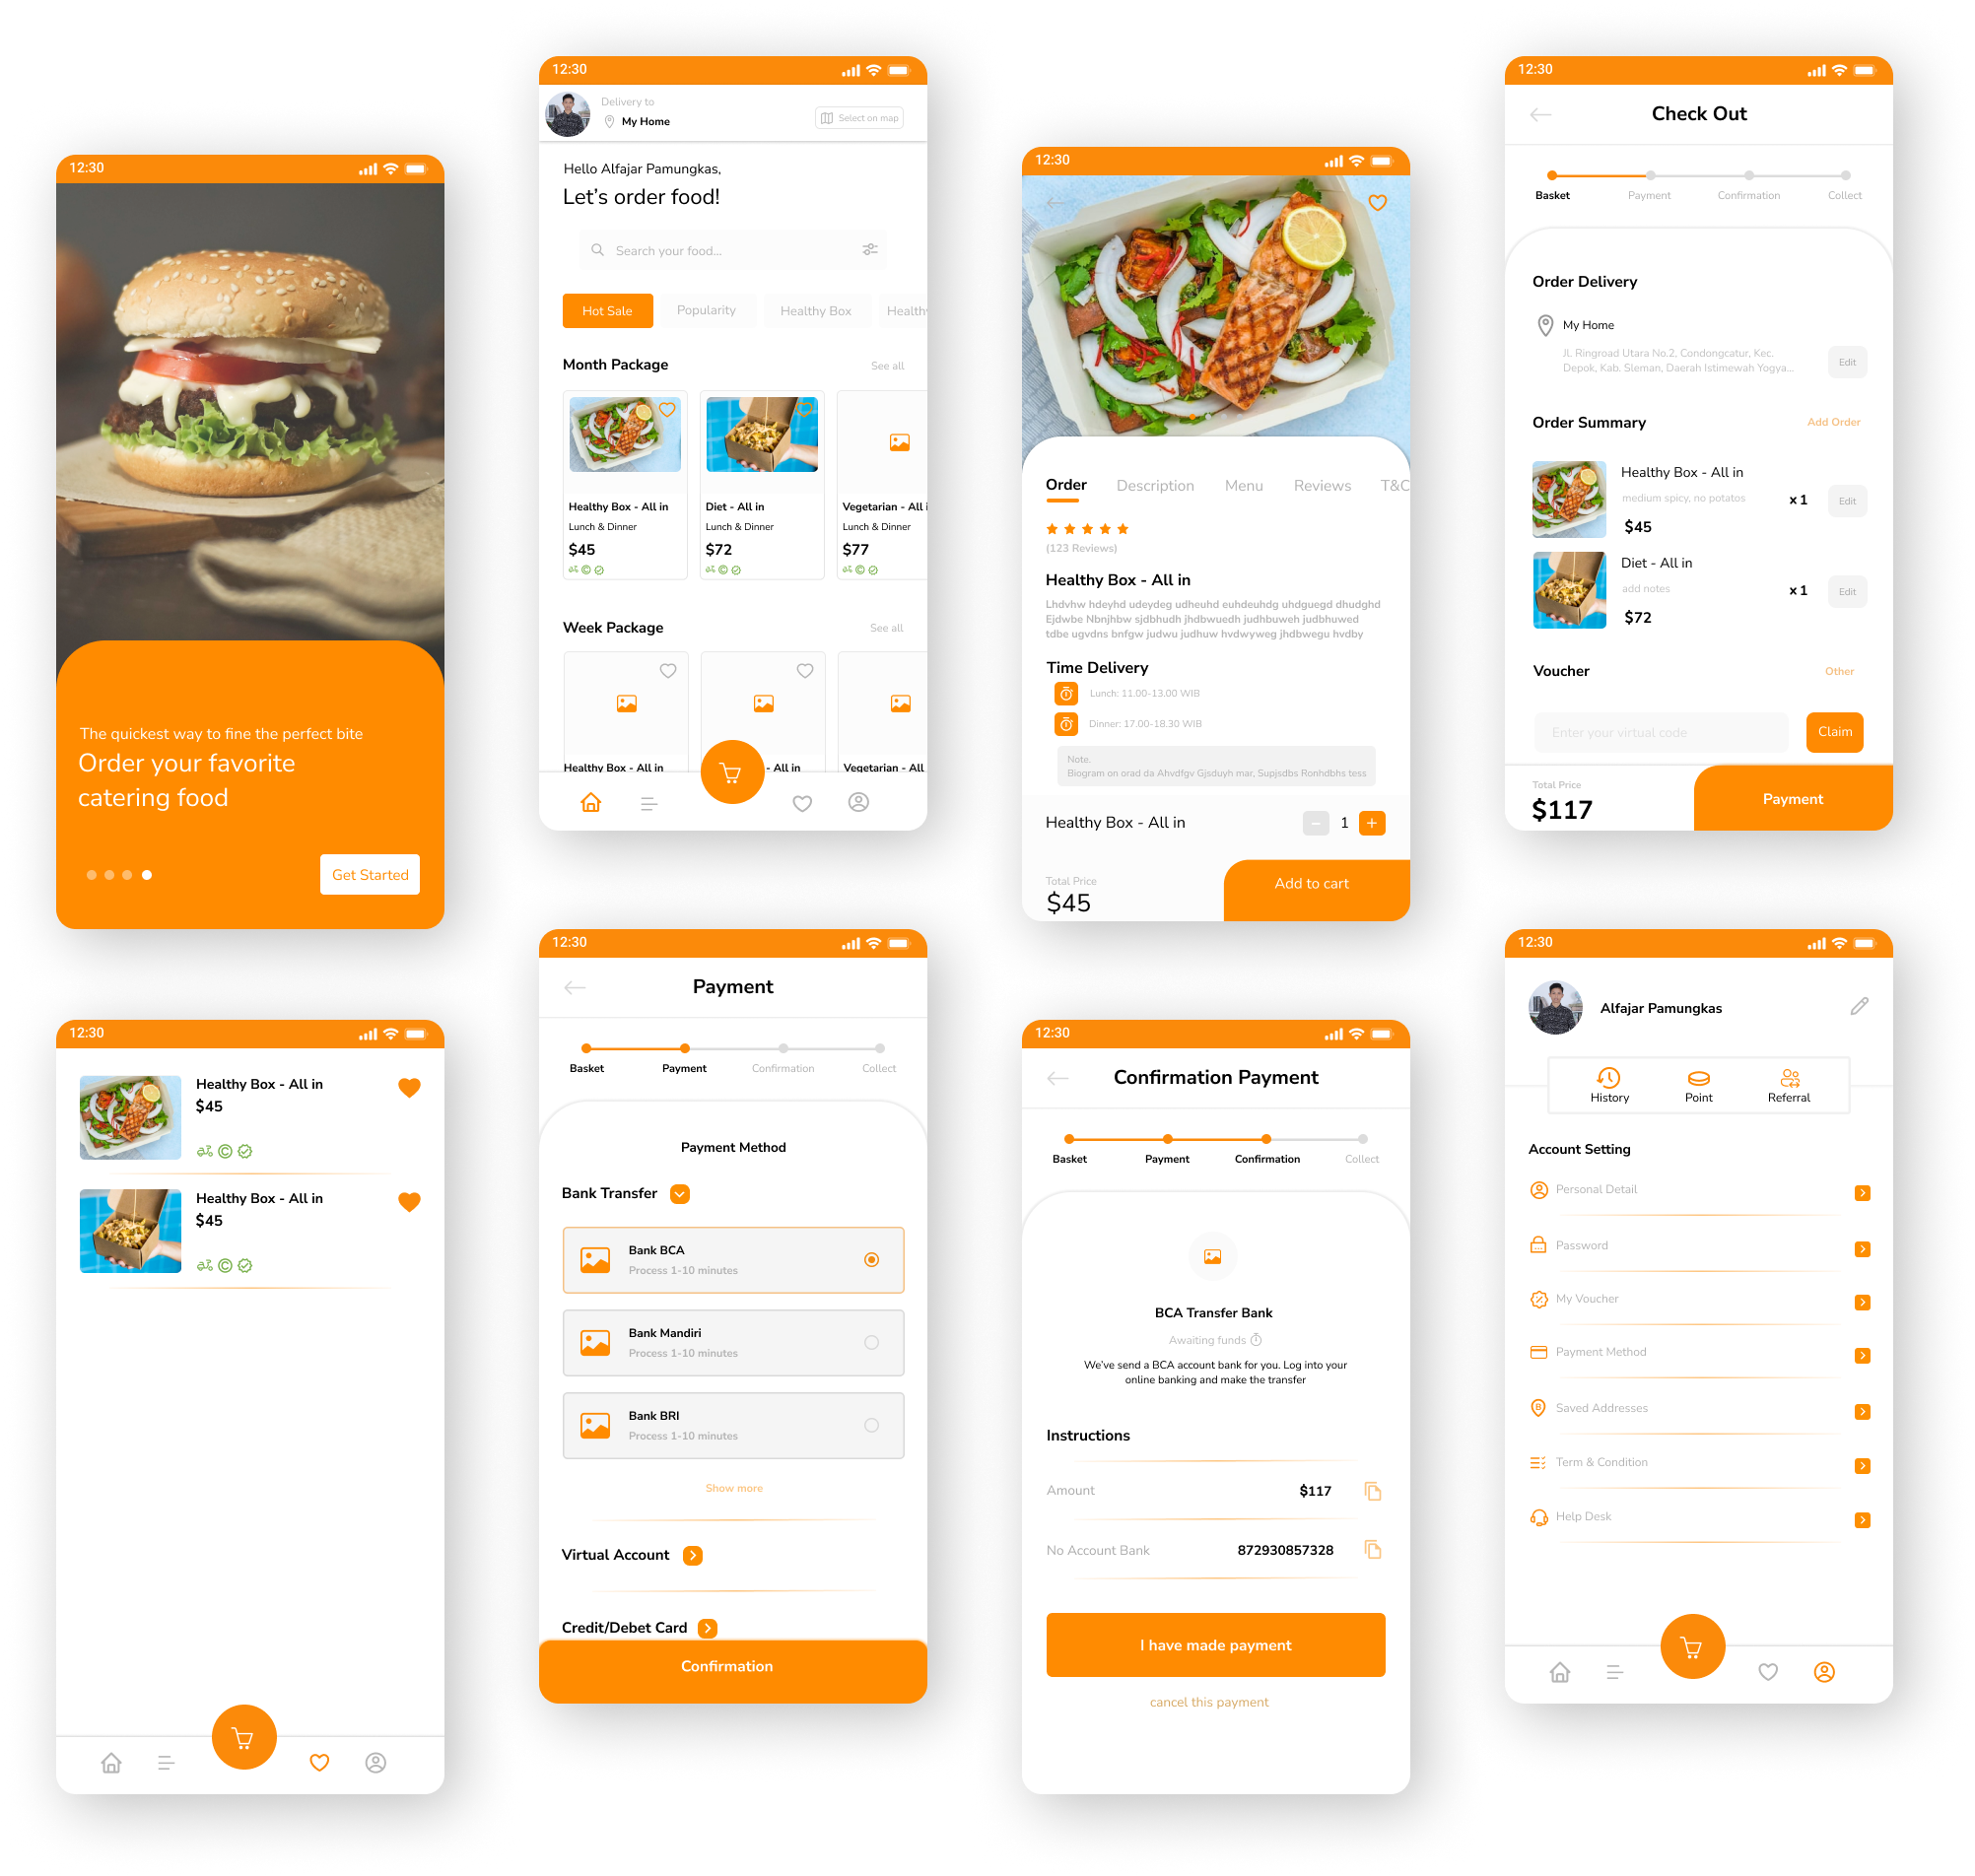 12:30
The quickest way to fine the perfect bite
Order your favorite
catering food
Get Started
12:30
Delivery to
My Home
Select on map
Hello Alfajar Pamungkas,
Let's order food!
Search your food...
Hot Sale
Popularity
Healthy Box
Healthy
Month Package
See all
Healthy Box - All in
Lunch & Dinner
$45
Diet - All in
Lunch & Dinner
$72
Vegetarian - All i
Lunch & Dinner
$77
Week Package
See all
Healthy Box - All in
- All in
Vegetarian - All
12:30
Order
Description
Menu
Reviews
T&C
(123 Reviews)
Healthy Box - All in
Lhdvhw hdeyhd udeydeg udheuhd euhdeuhdg uhdguegd dhudghd
Ejdwbe Nbnjhbw sjdbhudh jhdbwuedh judhbuweh judbhuwed
tdbe ugvdns bnfgw judwu judhuw hvdwyweg jhdbwegu hvdby
Time Delivery
Lunch: 11.00-13.00 WIB
Dinner: 17.00-18.30 WIB
Note.
Biogram on orad da Ahvdfgv Gjsduyh mar, Supjsdbs Ronhdbhs tess
Healthy Box - All in
1
Total Price
$45
Add to cart
12:30
Check Out
Basket
Payment
Confirmation
Collect
Order Delivery
My Home
Jl. Ringroad Utara No.2, Condongcatur, Kec.
Depok, Kab. Sleman, Daerah Istimewah Yogya...
Edit
Order Summary
Add Order
Healthy Box - All in
medium spicy, no potatos
x 1
Edit
$45
Diet - All in
add notes
x 1
Edit
$72
Voucher
Other
Enter your virtual code
Claim
Total Price
$117
Payment
12:30
Healthy Box - All in
$45
Healthy Box - All in
$45
12:30
Payment
Basket
Payment
Confirmation
Collect
Payment Method
Bank Transfer
Bank BCA
Process 1-10 minutes
Bank Mandiri
Process 1-10 minutes
Bank BRI
Process 1-10 minutes
Show more
Virtual Account
Credit/Debet Card
Confirmation
12:30
Confirmation Payment
Basket
Payment
Confirmation
Collect
BCA Transfer Bank
Awaiting funds
We've send a BCA account bank for you. Log into your
online banking and make the transfer
Instructions
Amount
$117
No Account Bank
872930857328
I have made payment
cancel this payment
12:30
Alfajar Pamungkas
History
Point
Referral
Account Setting
Personal Detail
Password
My Voucher
Payment Method
Saved Addresses
Term & Condition
Help Desk